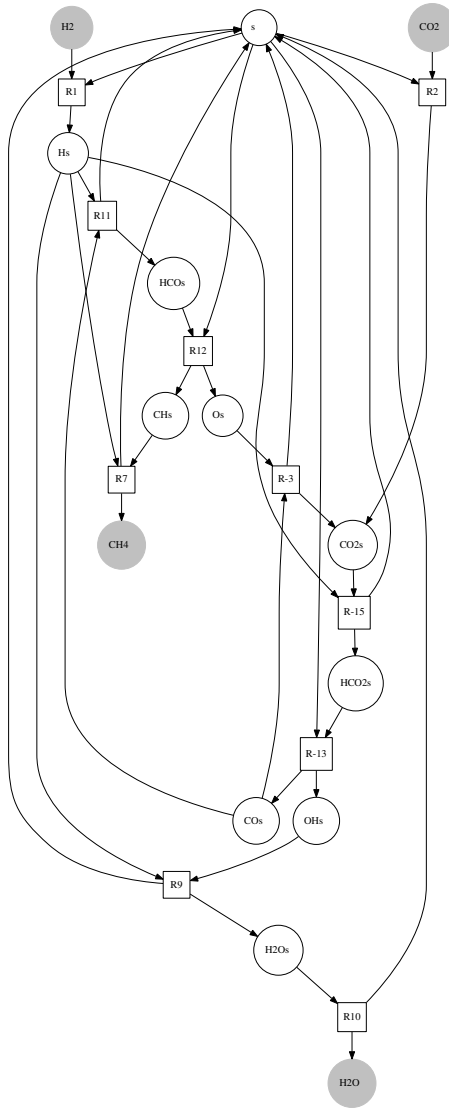 H2
s
CO2
R1
R2
Hs
R11
HCOs
R12
CHs
Os
R7
R-3
CH4
CO2s
R-15
HCO2s
R-13
COs
OHs
R9
H2Os
R10
H2O